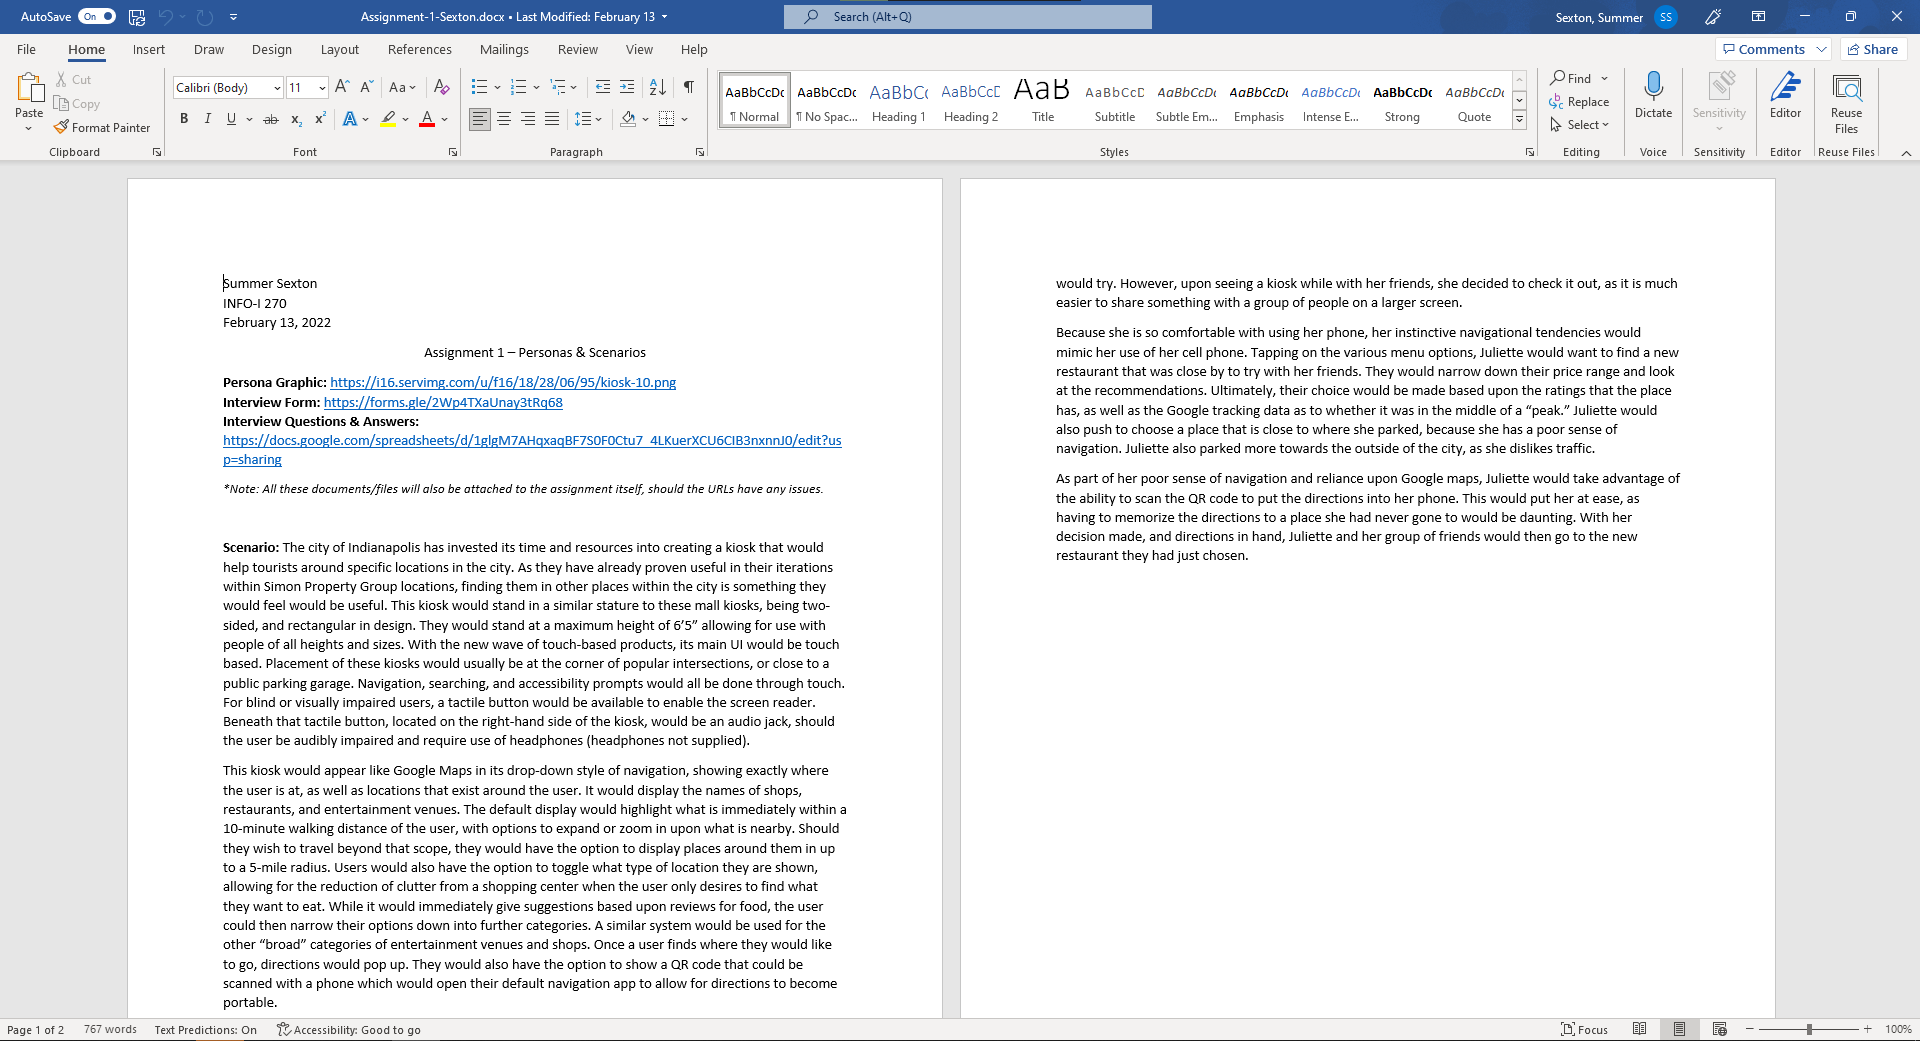 AutoSave On Assignment-1-Sexton.docx • Last Modified: February 13 Search (Alt+Q) Sexton, Summer SS
File Home Insert Draw Design Layout References Mailings Review View Help Comments Share
Paste Cut Copy Format Painter Clipboard
Calibri (Body) 11 Font
Paragraph
AaBbCcDc ¶ Normal
AaBbCcDc ¶ No Spac...
AaBbCc Heading 1
AaBbCcD Heading 2
AaB Title
AaBbCcD Subtitle
AaBbCcDc Subtle Em...
AaBbCcDc Emphasis
AaBbCcDc Intense E...
AaBbCcDc Strong
AaBbCcDc Quote
Styles
Find Replace Select Editing
Dictate Voice
Sensitivity Sensitivity
Editor Editor
Reuse Files Reuse Files
Summer Sexton
INFO-I 270
February 13, 2022
Assignment 1 – Personas & Scenarios
Persona Graphic: https://i16.servimg.com/u/f16/18/28/06/95/kiosk-10.png
Interview Form: https://forms.gle/2Wp4TXaUnay3tRq68
Interview Questions & Answers:
https://docs.google.com/spreadsheets/d/1glgM7AHqxaqBF7S0F0Ctu7_4LKuerXCU6CIB3nxnnJ0/edit?us
p=sharing
*Note: All these documents/files will also be attached to the assignment itself, should the URLs have any issues.
Scenario: The city of Indianapolis has invested its time and resources into creating a kiosk that would
help tourists around specific locations in the city. As they have already proven useful in their iterations
within Simon Property Group locations, finding them in other places within the city is something they
would feel would be useful. This kiosk would stand in a similar stature to these mall kiosks, being two-
sided, and rectangular in design. They would stand at a maximum height of 6’5” allowing for use with
people of all heights and sizes. With the new wave of touch-based products, its main UI would be touch
based. Placement of these kiosks would usually be at the corner of popular intersections, or close to a
public parking garage. Navigation, searching, and accessibility prompts would all be done through touch.
For blind or visually impaired users, a tactile button would be available to enable the screen reader.
Beneath that tactile button, located on the right-hand side of the kiosk, would be an audio jack, should
the user be audibly impaired and require use of headphones (headphones not supplied).
This kiosk would appear like Google Maps in its drop-down style of navigation, showing exactly where
the user is at, as well as locations that exist around the user. It would display the names of shops,
restaurants, and entertainment venues. The default display would highlight what is immediately within a
10-minute walking distance of the user, with options to expand or zoom in upon what is nearby. Should
they wish to travel beyond that scope, they would have the option to display places around them in up
to a 5-mile radius. Users would also have the option to toggle what type of location they are shown,
allowing for the reduction of clutter from a shopping center when the user only desires to find what
they want to eat. While it would immediately give suggestions based upon reviews for food, the user
could then narrow their options down into further categories. A similar system would be used for the
other “broad” categories of entertainment venues and shops. Once a user finds where they would like
to go, directions would pop up. They would also have the option to show a QR code that could be
scanned with a phone which would open their default navigation app to allow for directions to become
portable.
would try. However, upon seeing a kiosk while with her friends, she decided to check it out, as it is much
easier to share something with a group of people on a larger screen.
Because she is so comfortable with using her phone, her instinctive navigational tendencies would
mimic her use of her cell phone. Tapping on the various menu options, Juliette would want to find a new
restaurant that was close by to try with her friends. They would narrow down their price range and look
at the recommendations. Ultimately, their choice would be made based upon the ratings that the place
has, as well as the Google tracking data as to whether it was in the middle of a “peak.” Juliette would
also push to choose a place that is close to where she parked, because she has a poor sense of
navigation. Juliette also parked more towards the outside of the city, as she dislikes traffic.
As part of her poor sense of navigation and reliance upon Google maps, Juliette would take advantage of
the ability to scan the QR code to put the directions into her phone. This would put her at ease, as
having to memorize the directions to a place she had never gone to would be daunting. With her
decision made, and directions in hand, Juliette and her group of friends would then go to the new
restaurant they had just chosen.
Page 1 of 2 767 words Text Predictions: On Accessibility: Good to go Focus 100%